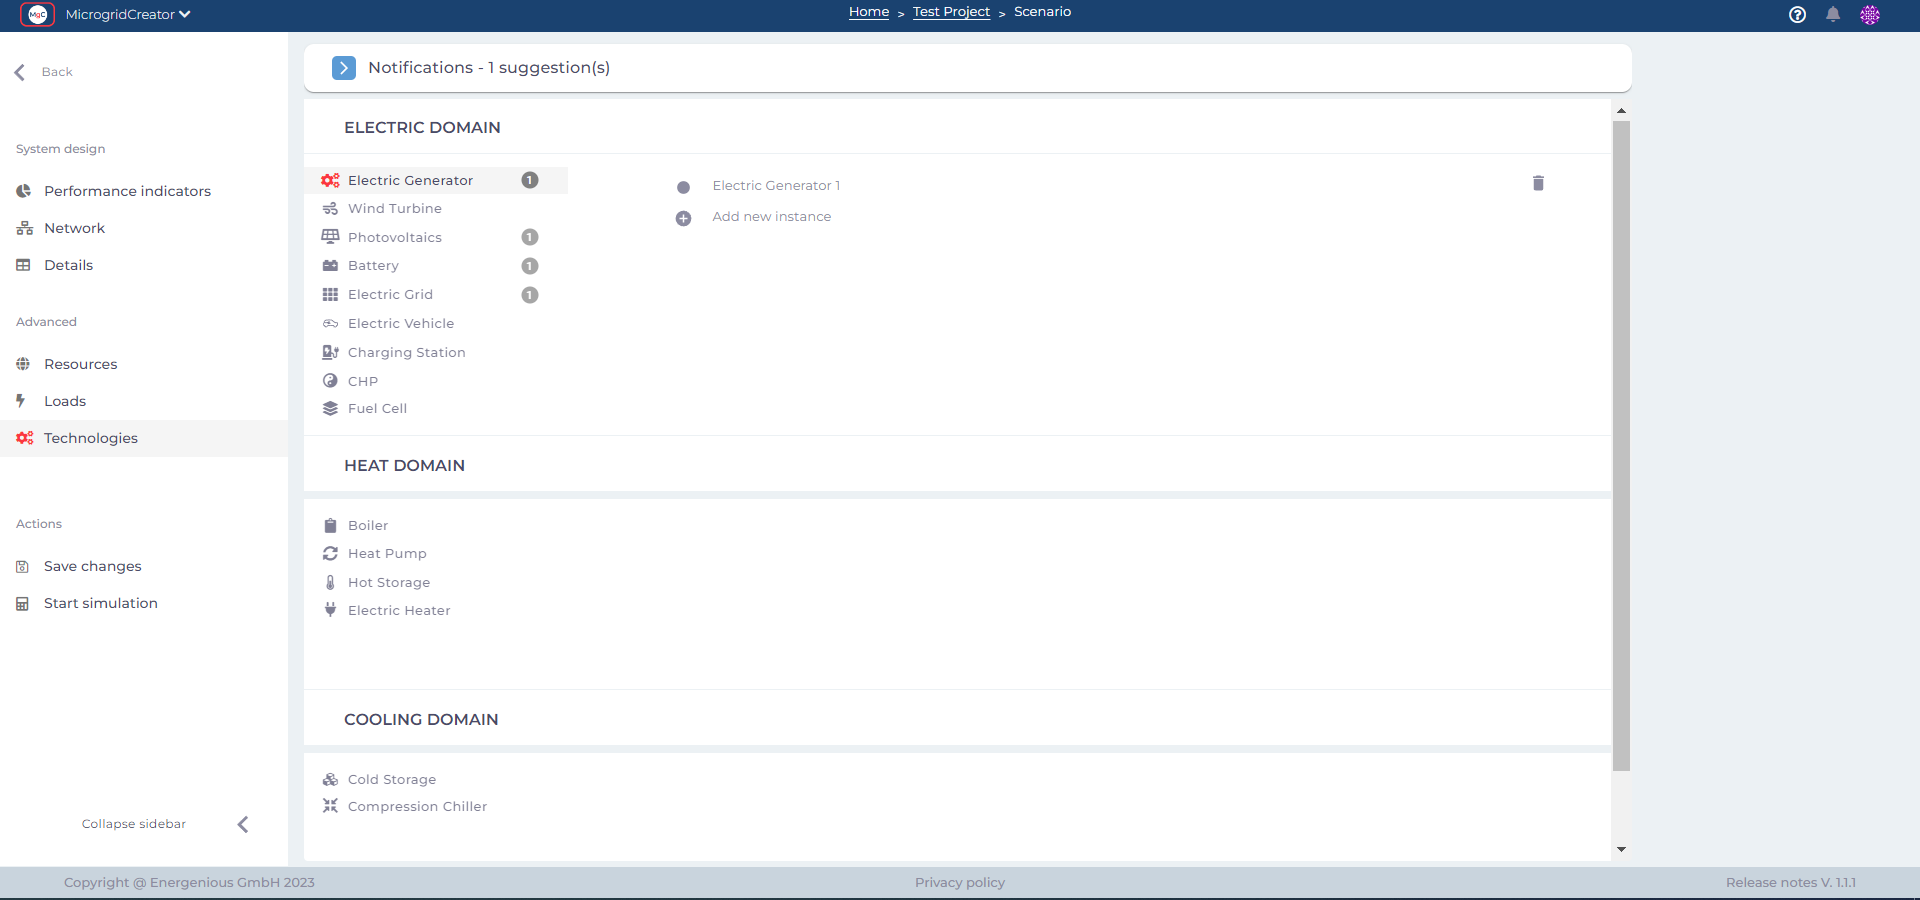 MgC MicrogridCreator
Home > Test Project > Scenario
Back
System design
Performance indicators
Network
Details
Advanced
Resources
Loads
Technologies
Actions
Save changes
Start simulation
Collapse sidebar
Notifications - 1 suggestion(s)
ELECTRIC DOMAIN
Electric Generator 1
Wind Turbine
Photovoltaics 1
Battery 1
Electric Grid 1
Electric Vehicle
Charging Station
CHP
Fuel Cell
Electric Generator 1
Add new instance
HEAT DOMAIN
Boiler
Heat Pump
Hot Storage
Electric Heater
COOLING DOMAIN
Cold Storage
Compression Chiller
Copyright @ Energenious GmbH 2023
Privacy policy
Release notes V. 1.1.1